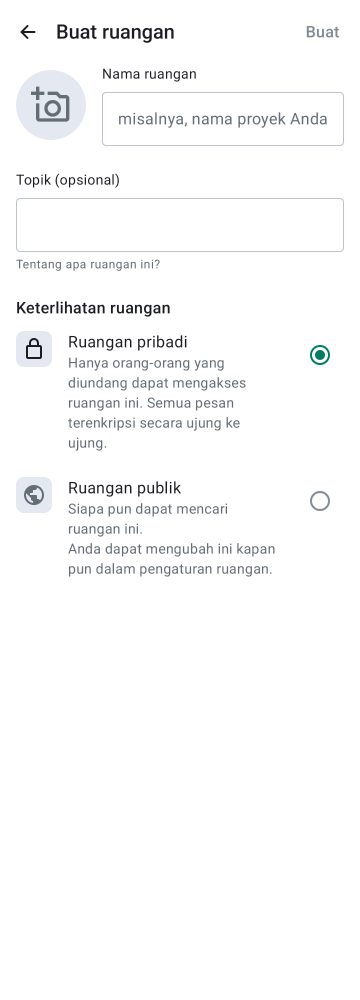 Buat ruangan
Buat
Nama ruangan
misalnya, nama proyek Anda
Topik (opsional)
Tentang apa ruangan ini?
Keterlihatan ruangan
Ruangan pribadi
Hanya orang-orang yang
diundang dapat mengakses
ruangan ini. Semua pesan
terenkripsi secara ujung ke
ujung.
Ruangan publik
Siapa pun dapat mencari
ruangan ini.
Anda dapat mengubah ini kapan
pun dalam pengaturan ruangan.